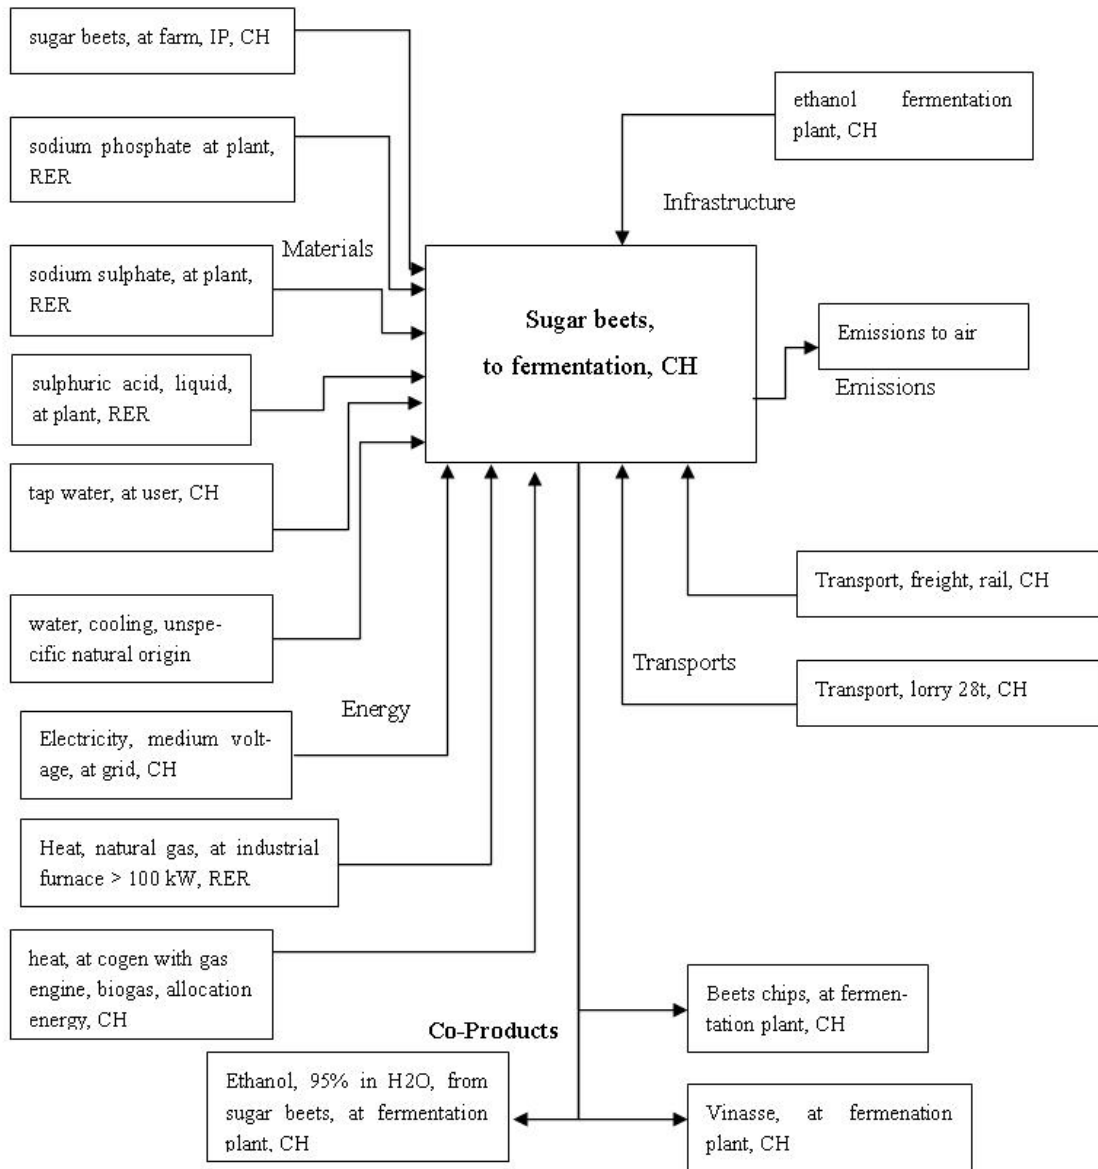 sugar beets, at farm, IP, CH
ethanol fermentation
plant, CH
sodium phosphate at plant,
RER
Infrastructure
Materials
sodium sulphate, at plant,
RER
Sugar beets,
to fermentation, CH
Emissions to air
Emissions
sulphuric acid, liquid,
at plant, RER
tap water, at user, CH
Transport, freight, rail, CH
water, cooling, unspe-
cific natural origin
Transports
Transport, lorry 28t, CH
Energy
Electricity, medium volt-
age, at grid, CH
Heat, natural gas, at industrial
furnace > 100 kW, RER
heat, at cogen with gas
engine, biogas, allocation
energy, CH
Beets chips, at fermen-
tation plant, CH
Co-Products
Ethanol, 95% in H2O, from
sugar beets, at fermentation
plant, CH
Vinasse, at fermenation
plant, CH